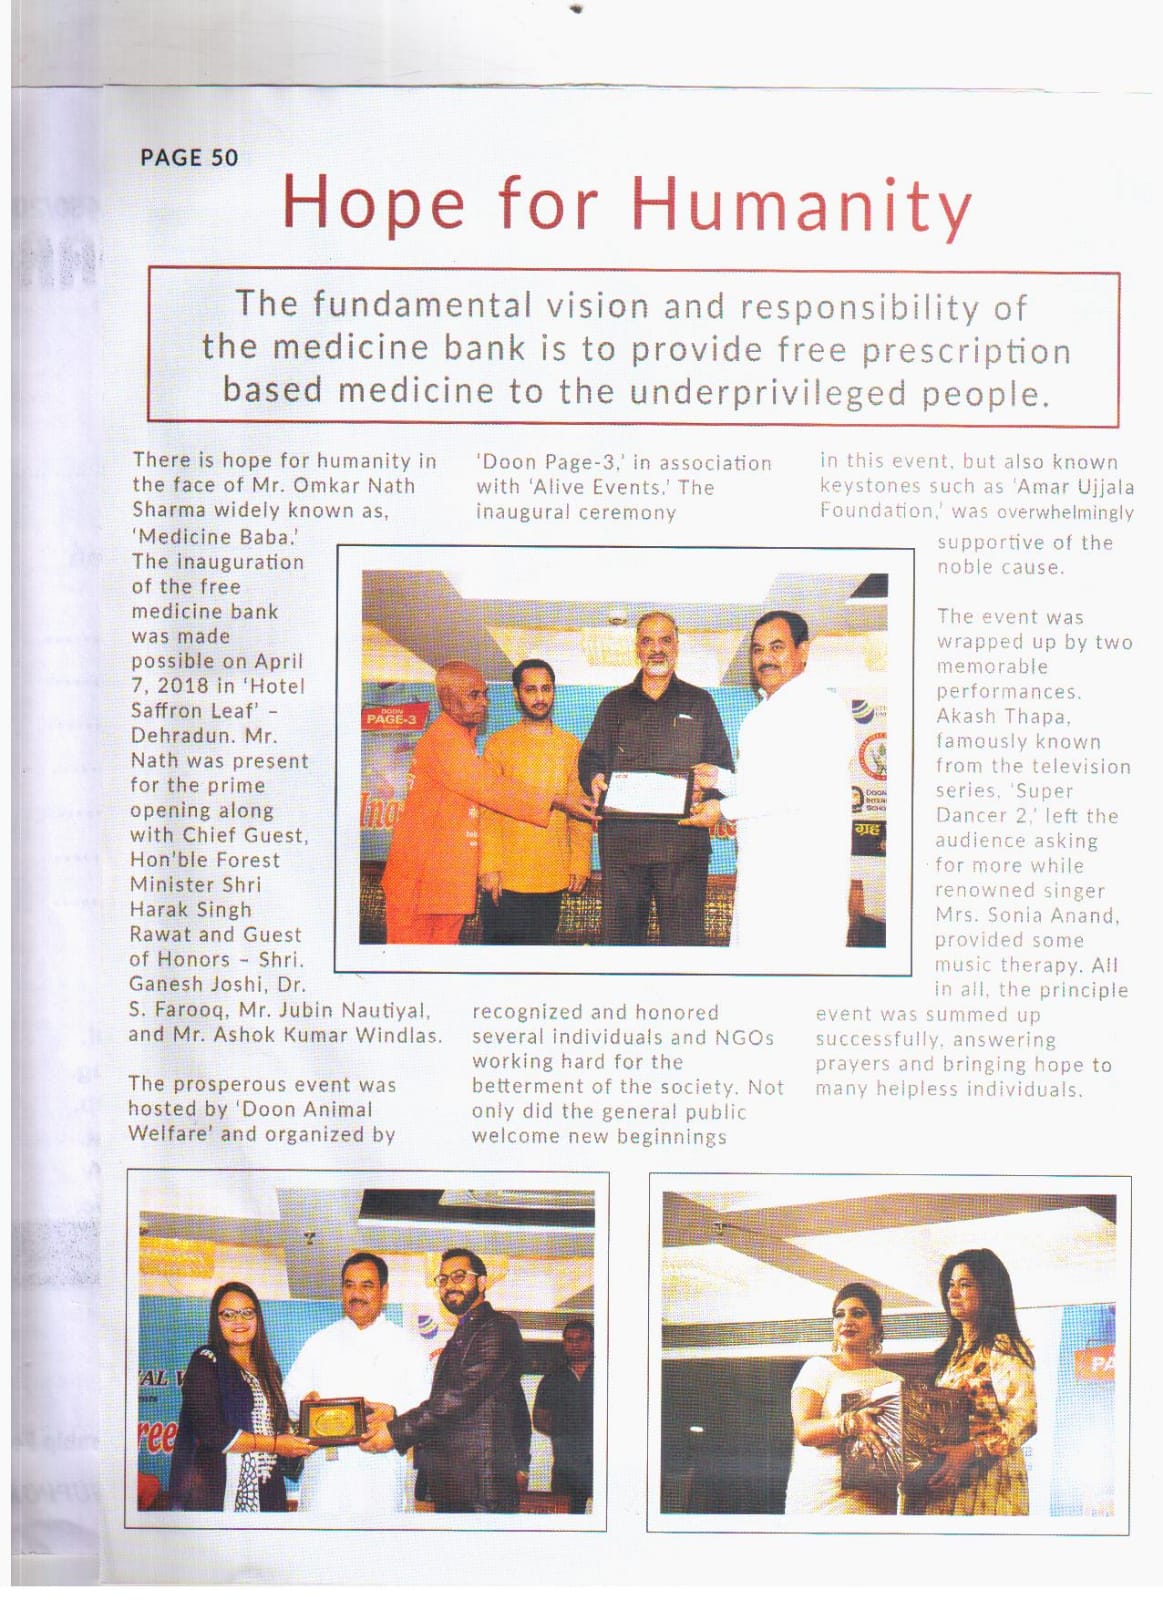 PAGE 50
Hope for Humanity
The fundamental vision and responsibility of
the medicine bank is to provide free prescription
based medicine to the underprivileged people.
There is hope for humanity in
the face of Mr. Omkar Nath
Sharma widely known as,
'Medicine Baba.'
The inauguration
of the free
medicine bank
was made
possible on April
7, 2018 in 'Hotel
Saffron Leaf' –
Dehradun. Mr.
Nath was present
for the prime
opening along
with Chief Guest,
Hon'ble Forest
Minister Shri
Harak Singh
Rawat and Guest
of Honors – Shri.
Ganesh Joshi, Dr.
S. Farooq, Mr. Jubin Nautiyal,
and Mr. Ashok Kumar Windlas.
The prosperous event was
hosted by 'Doon Animal
Welfare' and organized by
'Doon Page-3,' in association
with 'Alive Events.' The
inaugural ceremony
DOON
PAGE-3
DOON
ग्रह
recognized and honored
several individuals and NGOs
working hard for the
betterment of the society. Not
only did the general public
welcome new beginnings
in this event, but also known
keystones such as 'Amar Ujjala
Foundation,' was overwhelmingly
supportive of the
noble cause.
The event was
wrapped up by two
memorable
performances.
Akash Thapa,
famously known
from the television
series, 'Super
Dancer 2,' left the
audience asking
for more while
renowned singer
Mrs. Sonia Anand,
provided some
music therapy. All
in all, the principle
event was summed up
successfully, answering
prayers and bringing hope to
many helpless individuals.
AL
ree
PA